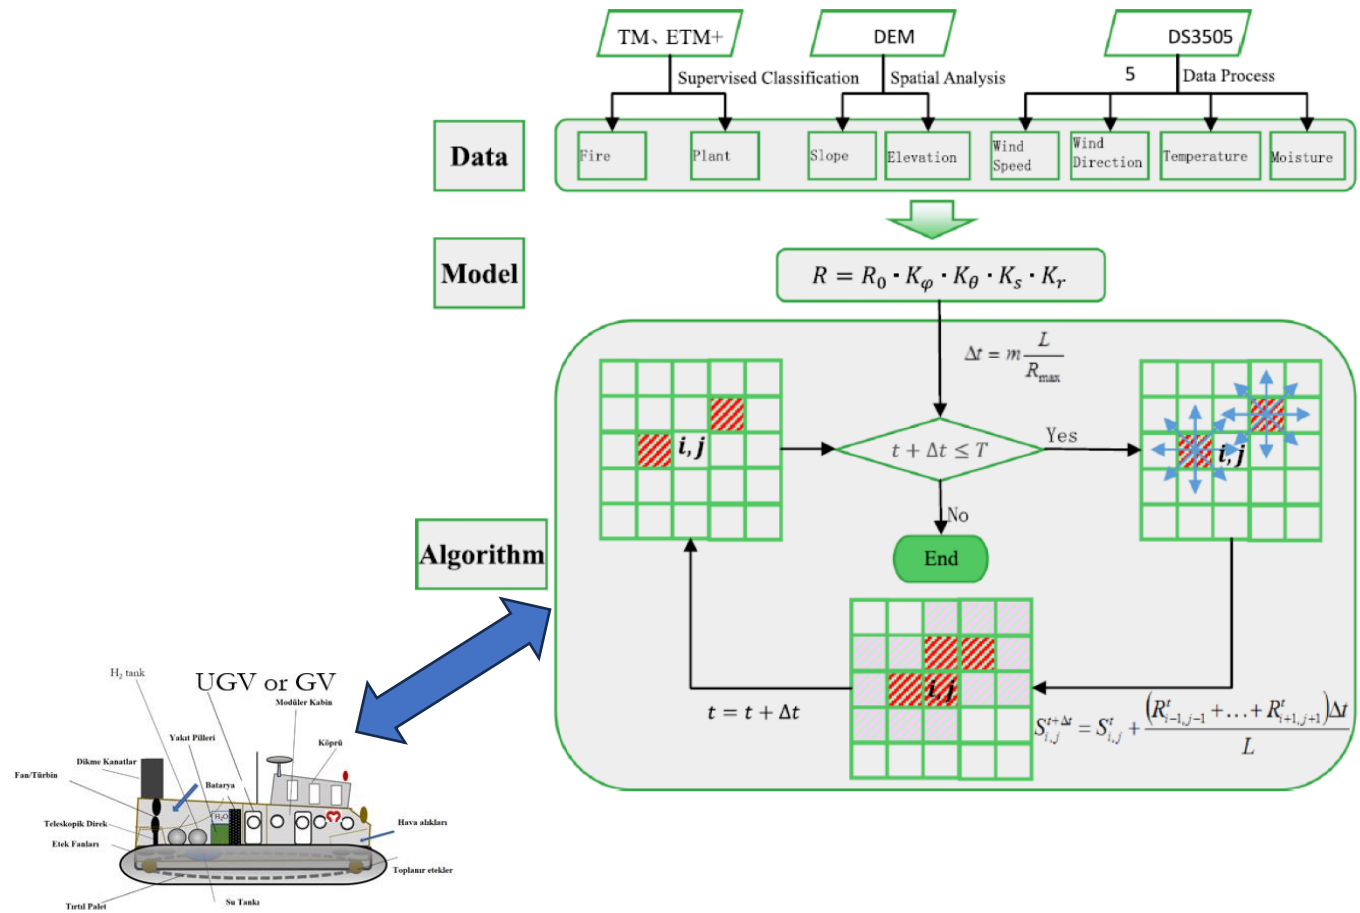 TM、ETM+
DEM
DS3505
Supervised Classification
Spatial Analysis
5
Data Process
Data
Fire
Plant
Slope
Elevation
Wind
Speed
Wind
Direction
Temperature
Moisture
Model
R = R₀ · Kφ · Kθ · Kₛ · Kᵣ
Δt = m L / Rmax
i,j
t + Δt ≤ T
Yes
i,j
No
End
Algorithm
i,j
t = t + Δt
S^{t+Δt}_{i,j} = S^{t}_{i,j} + (R^{t}_{i-1,j-1} + ... + R^{t}_{i+1,j+1})Δt / L
H₂ tank
UGV or GV
Modüler Kabin
Yakıt Pilleri
Köprü
Dikme Kanatlar
Fan/Türbin
Batarya
H₂O
Teleskopik Direk
Hava alıkları
Etek Fanları
Toplanır etekler
Su Tankı
Tırtıl Palet